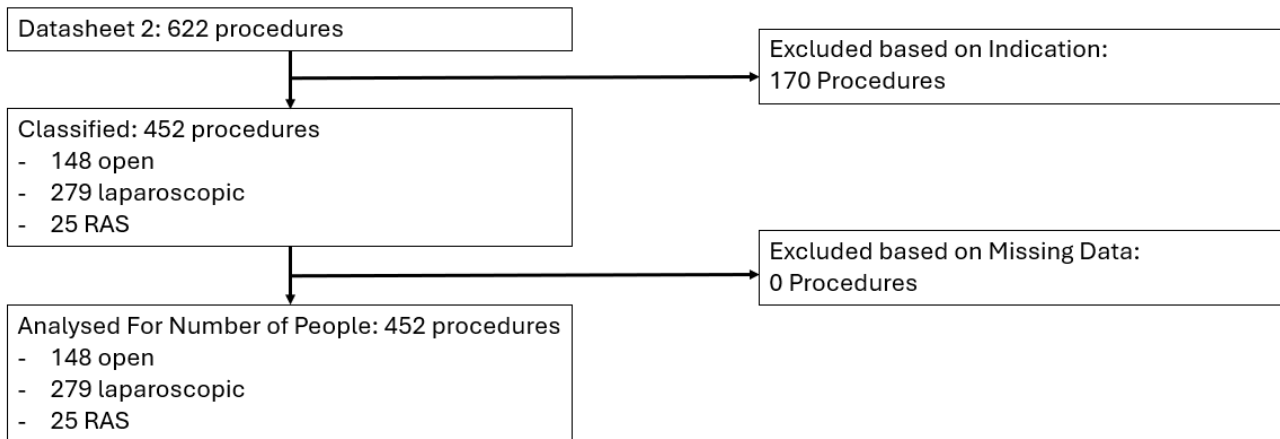 Datasheet 2: 622 procedures
Excluded based on Indication:
170 Procedures
Classified: 452 procedures
- 148 open
- 279 laparoscopic
- 25 RAS
Excluded based on Missing Data:
0 Procedures
Analysed For Number of People: 452 procedures
- 148 open
- 279 laparoscopic
- 25 RAS